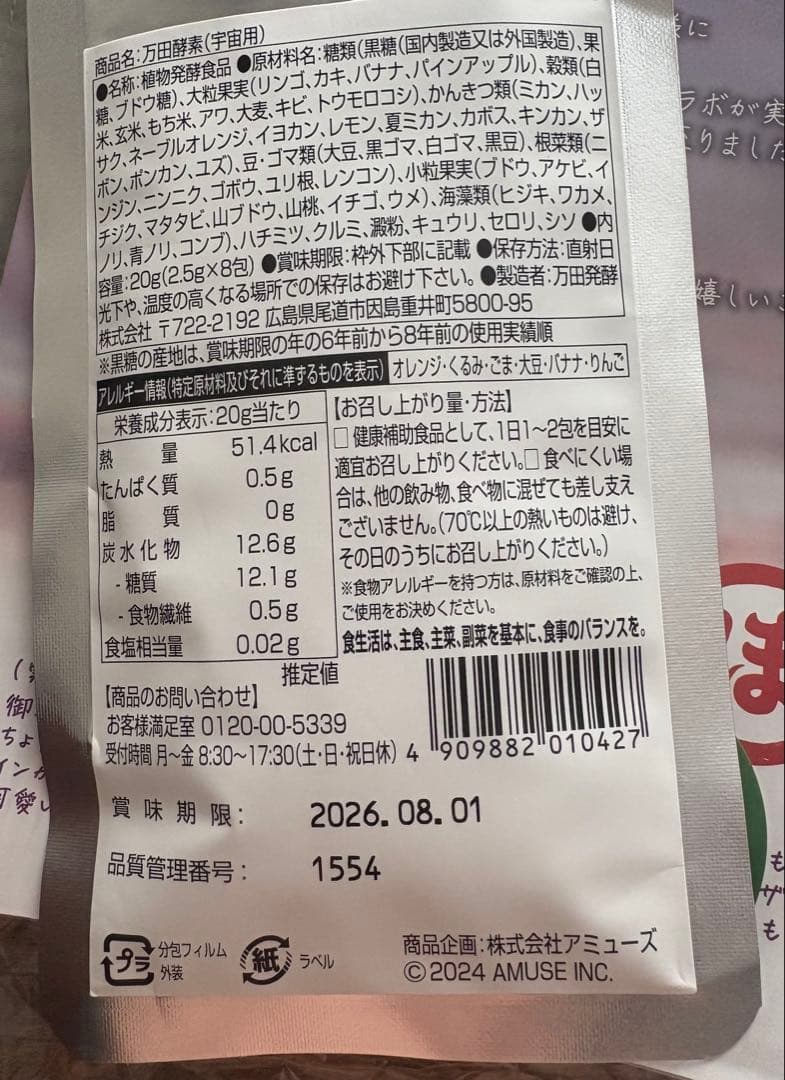 商品名:万田酵素(宇宙用)
●名称:植物発酵食品 ●原材料名:糖類(黒糖(国内製造又は外国製造)、果
糖、ブドウ糖)、大粒果実(リンゴ、カキ、バナナ、パインアップル)、穀類(白
米、玄米、もち米、アワ、大麦、キビ、トウモロコシ)、かんきつ類(ミカン、ハッ
サク、ネーブルオレンジ、イヨカン、レモン、夏ミカン、カボス、キンカン、ザ
ボン、ポンカン、ユズ)、豆・ゴマ類(大豆、黒ゴマ、白ゴマ、黒豆)、根菜類(ニ
ンジン、ニンニク、ゴボウ、ユリ根、レンコン)、小粒果実(ブドウ、アケビ、イ
チジク、マタタビ、山ブドウ、山桃、イチゴ、ウメ)、海藻類(ヒジキ、ワカメ、
ノリ、青ノリ、コンブ)、ハチミツ、クルミ、澱粉、キュウリ、セロリ、シソ ●内
容量:20g(2.5g×8包) ●賞味期限:枠外下部に記載 ●保存方法:直射日
光下や、温度の高くなる場所での保存はお避け下さい。 ●製造者:万田発酵
株式会社 〒722-2192 広島県尾道市因島重井町5800-95
※黒糖の産地は、賞味期限の年の6年前から8年前の使用実績順
アレルギー情報(特定原材料及びそれに準ずるものを表示) オレンジ・くるみ・ごま・大豆・バナナ・りんご
栄養成分表示:20g当たり
熱量 51.4kcal
たんぱく質 0.5g
脂質 0g
炭水化物 12.6g
-糖質 12.1g
-食物繊維 0.5g
食塩相当量 0.02g
推定値
【お召し上がり量・方法】
□ 健康補助食品として、1日1〜2包を目安に
適宜お召し上がりください。□ 食べにくい場
合は、他の飲み物、食べ物に混ぜても差し支え
ございません。(70℃以上の熱いものは避け、
その日のうちにお召し上がりください。)
※食物アレルギーを持つ方は、原材料をご確認の上、
ご使用をお決めください。
食生活は、主食、主菜、副菜を基本に、食事のバランスを。
【商品のお問い合わせ】
お客様満足室 0120-00-5339
受付時間 月〜金 8:30〜17:30(土・日・祝日休)
4 909882 010427
賞味期限: 2026.08.01
品質管理番号: 1554
プラ 分包フィルム
外装
紙 ラベル
商品企画:株式会社アミューズ
© 2024 AMUSE INC.
に
ラボが実
りました
嬉しい
ほ
御
ちょ
イン
可愛い
も
ザ
も